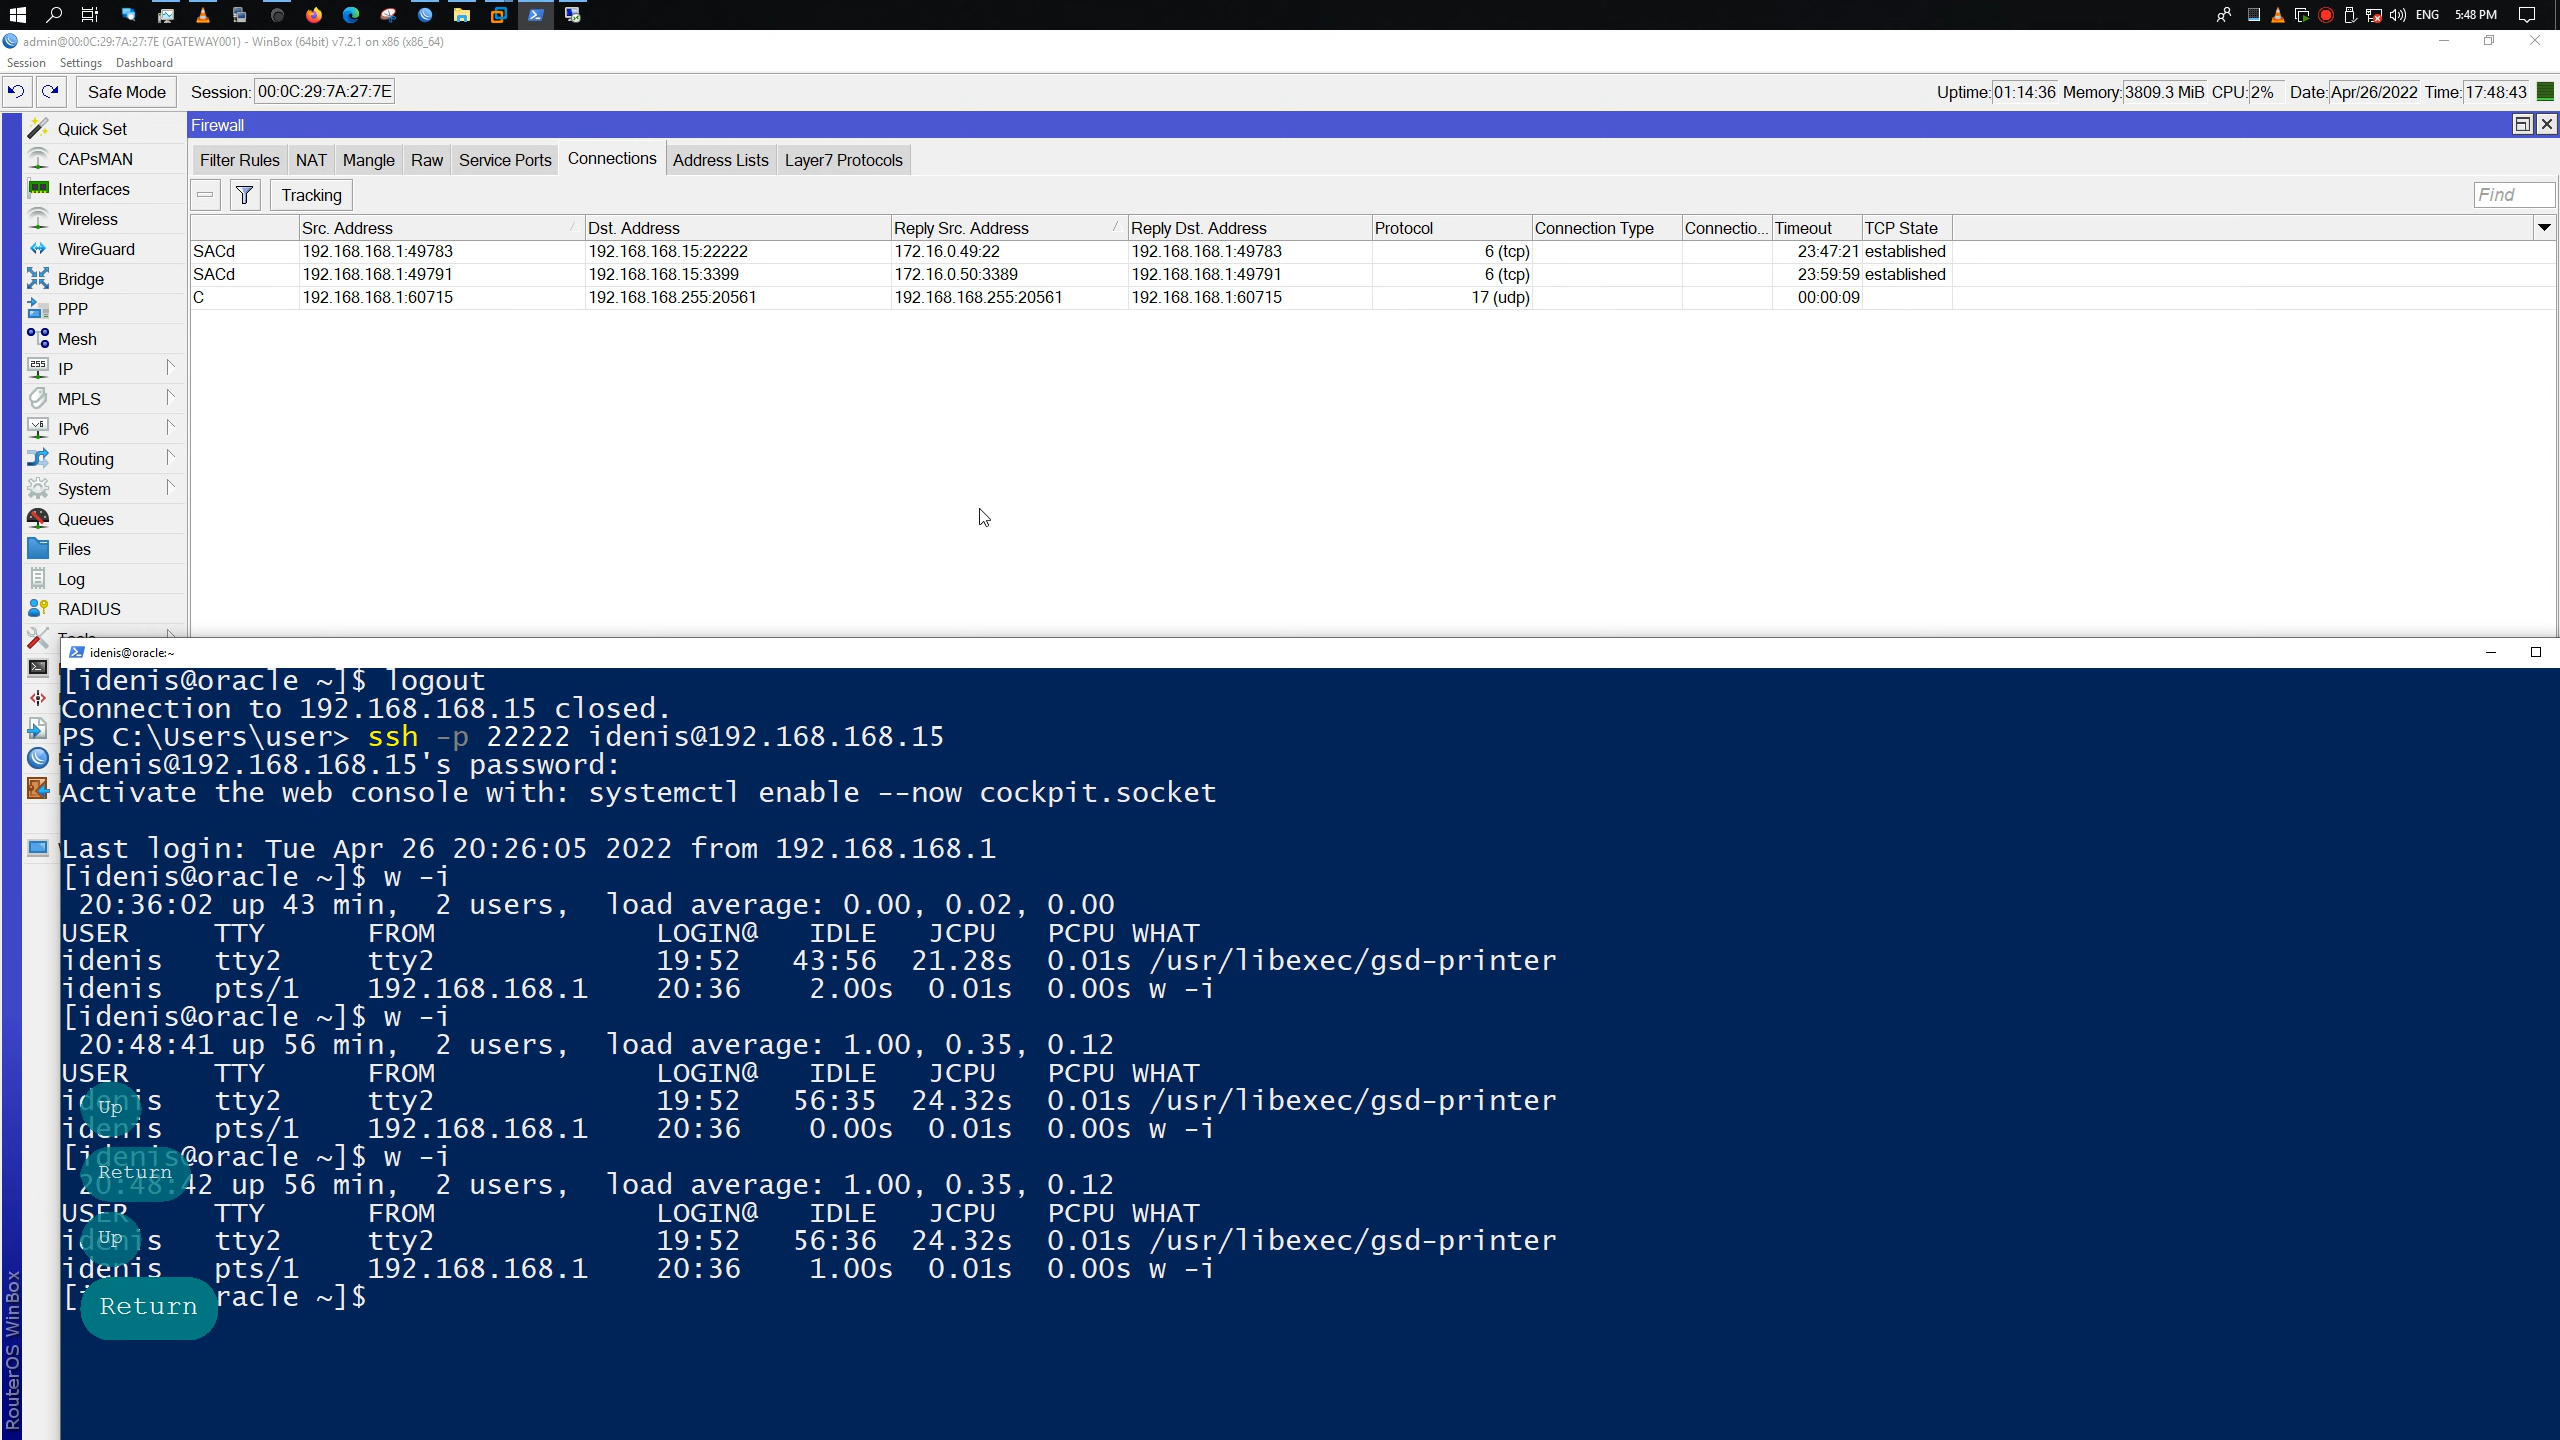 ENG 5:48 PM
admin@00:0C:29:7A:27:7E (GATEWAY001) - WinBox (64bit) v7.2.1 on x86 (x86_64)
Session Settings Dashboard
Safe Mode Session: 00:0C:29:7A:27:7E Uptime: 01:14:36 Memory: 3809.3 MiB CPU: 2% Date: Apr/26/2022 Time: 17:48:43
Firewall
Filter Rules NAT Mangle Raw Service Ports Connections Address Lists Layer7 Protocols
Tracking Find
Src. Address Dst. Address Reply Src. Address Reply Dst. Address Protocol Connection Type Connectio... Timeout TCP State
SACd 192.168.168.1:49783 192.168.168.15:22222 172.16.0.49:22 192.168.168.1:49783 6 (tcp) 23:47:21 established
SACd 192.168.168.1:49791 192.168.168.15:3399 172.16.0.50:3389 192.168.168.1:49791 6 (tcp) 23:59:59 established
C 192.168.168.1:60715 192.168.168.255:20561 192.168.168.255:20561 192.168.168.1:60715 17 (udp) 00:00:09
Quick Set
CAPsMAN
Interfaces
Wireless
WireGuard
Bridge
PPP
Mesh
IP
MPLS
IPv6
Routing
System
Queues
Files
Log
RADIUS
Tools
RouterOS WinBox
idenis@oracle:~
[idenis@oracle ~]$ logout
Connection to 192.168.168.15 closed.
PS C:\Users\user> ssh -p 22222 idenis@192.168.168.15
idenis@192.168.168.15's password:
Activate the web console with: systemctl enable --now cockpit.socket
Last login: Tue Apr 26 20:26:05 2022 from 192.168.168.1
[idenis@oracle ~]$ w -i
20:36:02 up 43 min, 2 users, load average: 0.00, 0.02, 0.00
USER TTY FROM LOGIN@ IDLE JCPU PCPU WHAT
idenis tty2 tty2 19:52 43:56 21.28s 0.01s /usr/libexec/gsd-printer
idenis pts/1 192.168.168.1 20:36 2.00s 0.01s 0.00s w -i
[idenis@oracle ~]$ w -i
20:48:41 up 56 min, 2 users, load average: 1.00, 0.35, 0.12
USER TTY FROM LOGIN@ IDLE JCPU PCPU WHAT
idenis tty2 tty2 19:52 56:35 24.32s 0.01s /usr/libexec/gsd-printer
idenis pts/1 192.168.168.1 20:36 0.00s 0.01s 0.00s w -i
[idenis@oracle ~]$ w -i
20:48:42 up 56 min, 2 users, load average: 1.00, 0.35, 0.12
USER TTY FROM LOGIN@ IDLE JCPU PCPU WHAT
idenis tty2 tty2 19:52 56:36 24.32s 0.01s /usr/libexec/gsd-printer
idenis pts/1 192.168.168.1 20:36 1.00s 0.01s 0.00s w -i
[idenis@oracle ~]$
Up
Return
Up
Return